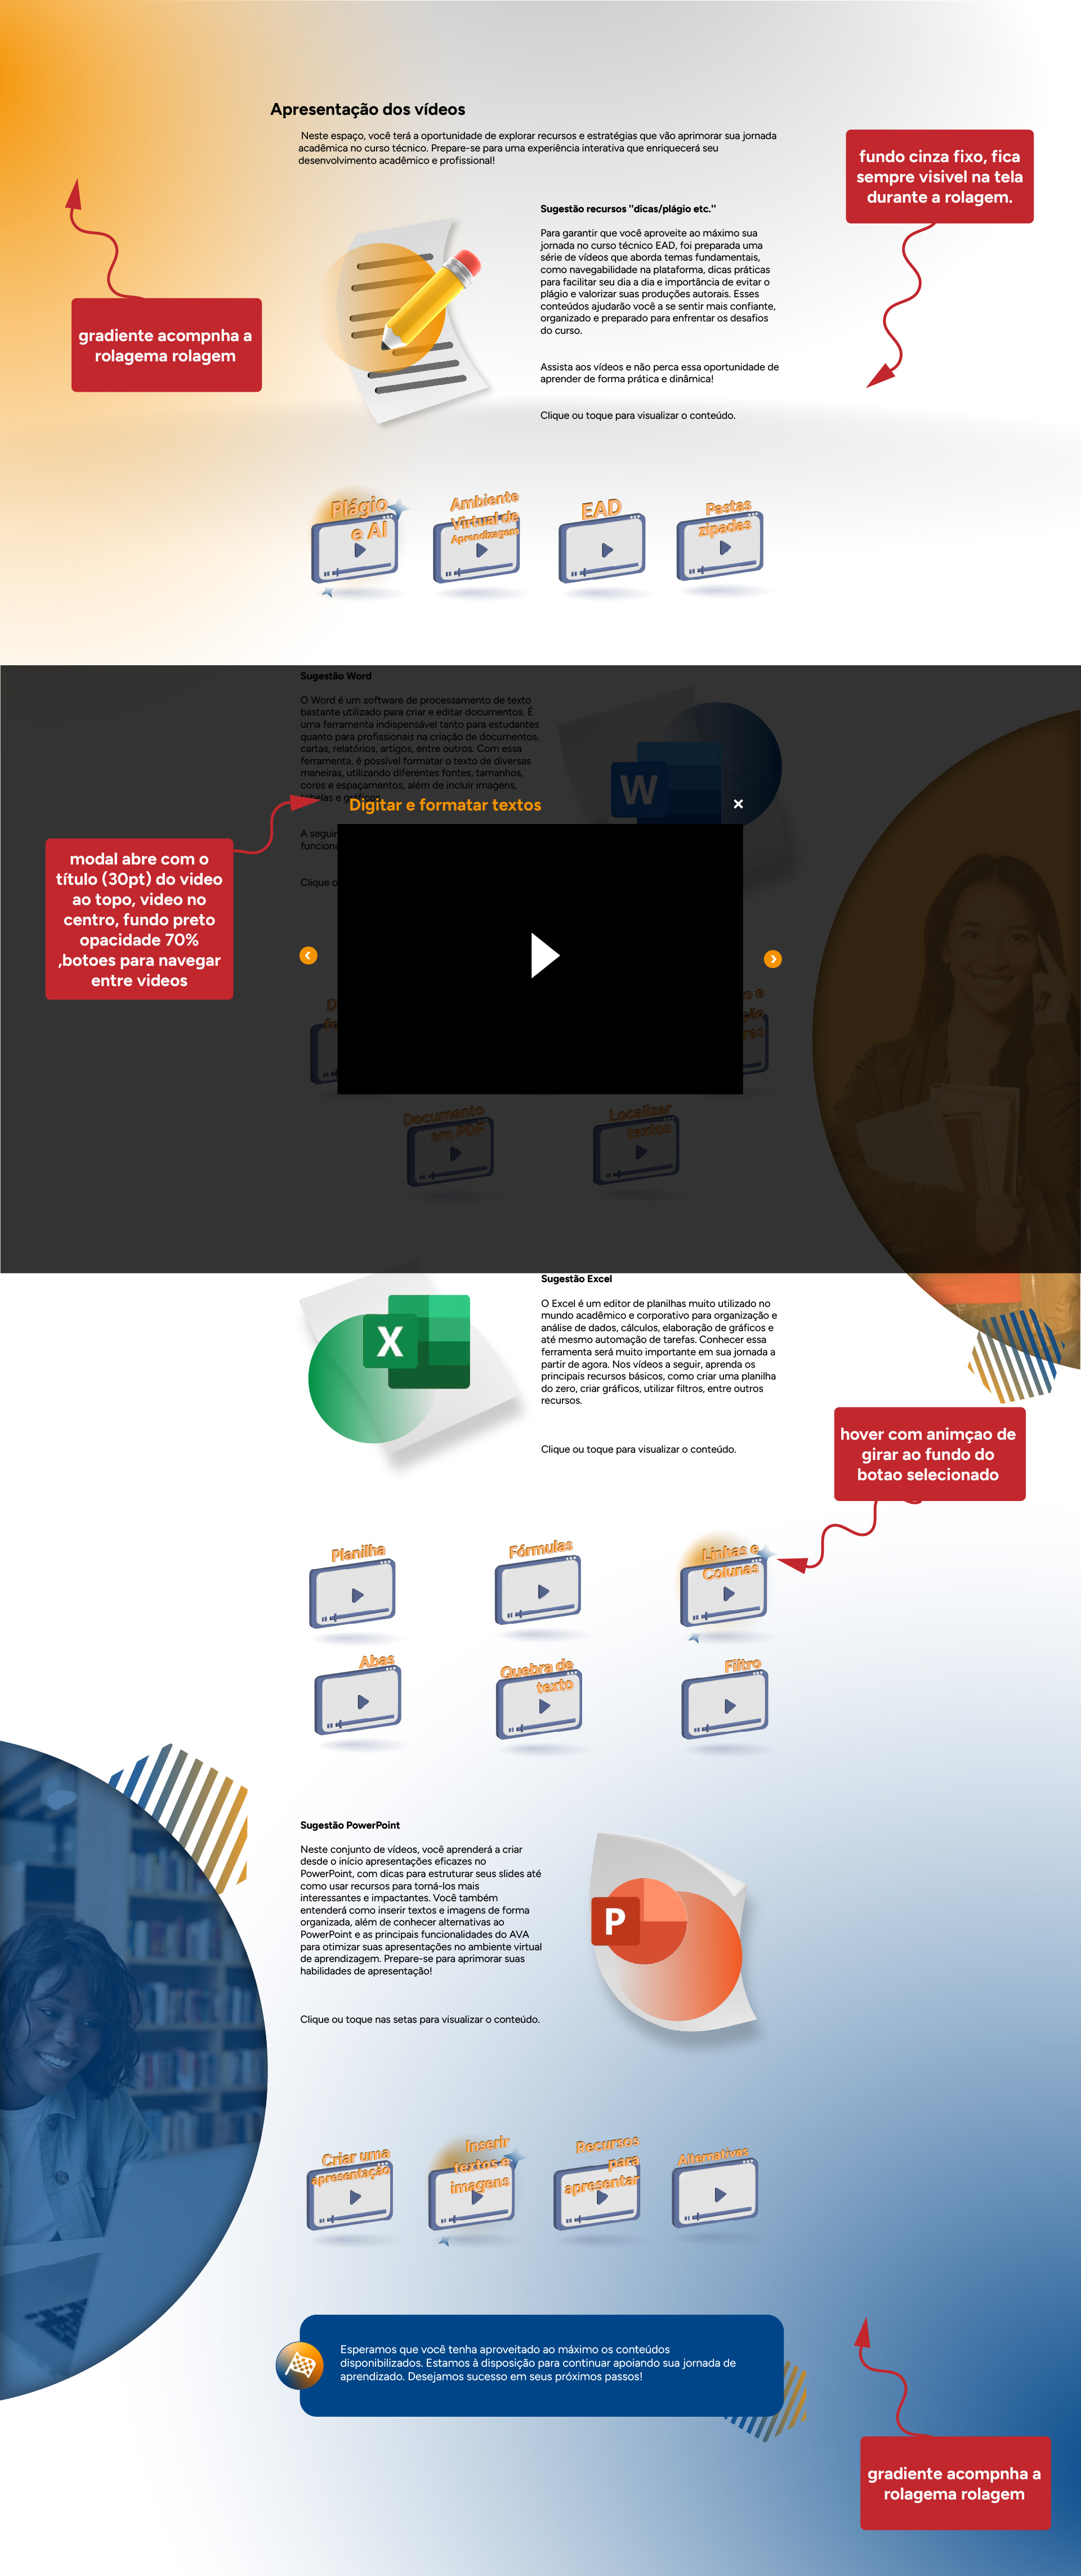 Apresentação dos vídeos
Neste espaço, você terá a oportunidade de explorar recursos e estratégias que vão aprimorar sua jornada
acadêmica no curso técnico. Prepare-se para uma experiência interativa que enriquecerá seu
desenvolvimento acadêmico e profissional!
fundo cinza fixo, fica
sempre visivel na tela
durante a rolagem.
gradiente acompnha a
rolagema rolagem
Sugestão recursos "dicas/plágio etc."
Para garantir que você aproveite ao máximo sua
jornada no curso técnico EAD, foi preparada uma
série de vídeos que aborda temas fundamentais,
como navegabilidade na plataforma, dicas práticas
para facilitar seu dia a dia e importância de evitar o
plágio e valorizar suas produções autorais. Esses
conteúdos ajudarão você a se sentir mais confiante,
organizado e preparado para enfrentar os desafios
do curso.
Assista aos vídeos e não perca essa oportunidade de
aprender de forma prática e dinâmica!
Clique ou toque para visualizar o conteúdo.
Plágio
e AI
Ambiente
Virtual de
Aprendizagem
EAD
Pastas
zipadas
Sugestão Word
O Word é um software de processamento de texto
bastante utilizado para criar e editar documentos. É
uma ferramenta indispensável tanto para estudantes
quanto para profissionais na criação de documentos,
cartas, relatórios, artigos, entre outros. Com essa
ferramenta, é possível formatar o texto de diversas
maneiras, utilizando diferentes fontes, tamanhos,
cores e espaçamentos, além de incluir imagens,
tabelas e gráficos.
W
Digitar e formatar textos
A seguir
funciona
Clique o
modal abre com o
título (30pt) do video
ao topo, video no
centro, fundo preto
opacidade 70%
,botoes para navegar
entre videos
Documento
em PDF
Localizar
textos
Sugestão Excel
O Excel é um editor de planilhas muito utilizado no
mundo acadêmico e corporativo para organização e
análise de dados, cálculos, elaboração de gráficos e
até mesmo automação de tarefas. Conhecer essa
ferramenta será muito importante em sua jornada a
partir de agora. Nos vídeos a seguir, aprenda os
principais recursos básicos, como criar uma planilha
do zero, criar gráficos, utilizar filtros, entre outros
recursos.
X
Clique ou toque para visualizar o conteúdo.
hover com animçao de
girar ao fundo do
botao selecionado
Planilha
Fórmulas
Linhas e
Colunas
Abas
Quebra de
texto
Filtro
Sugestão PowerPoint
Neste conjunto de vídeos, você aprenderá a criar
desde o início apresentações eficazes no
PowerPoint, com dicas para estruturar seus slides até
como usar recursos para torná-los mais
interessantes e impactantes. Você também
entenderá como inserir textos e imagens de forma
organizada, além de conhecer alternativas ao
PowerPoint e as principais funcionalidades do AVA
para otimizar suas apresentações no ambiente virtual
de aprendizagem. Prepare-se para aprimorar suas
habilidades de apresentação!
P
Clique ou toque nas setas para visualizar o conteúdo.
Criar uma
apresentação
Inserir
textos e
imagens
Recursos
para
apresentar
Alternativas
Esperamos que você tenha aproveitado ao máximo os conteúdos
disponibilizados. Estamos à disposição para continuar apoiando sua jornada de
aprendizado. Desejamos sucesso em seus próximos passos!
gradiente acompnha a
rolagema rolagem